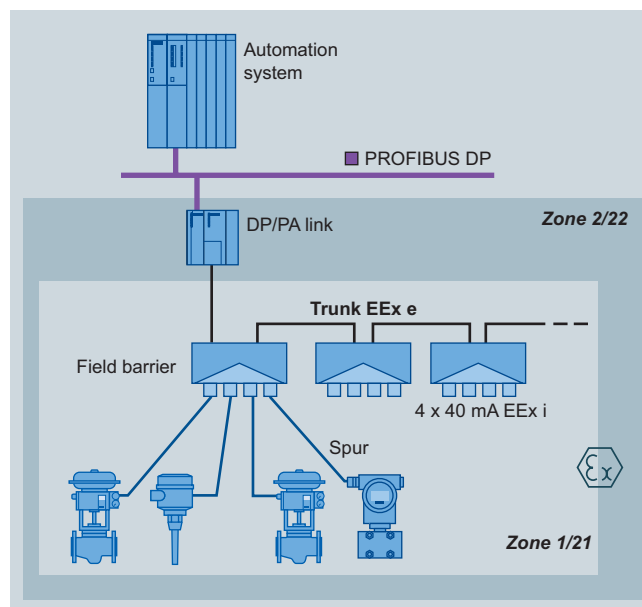 Automation
system
PROFIBUS DP
DP/PA link
Zone 2/22
Trunk EEx e
Field barrier
4 x 40 mA EEx i
Spur
εx
Zone 1/21